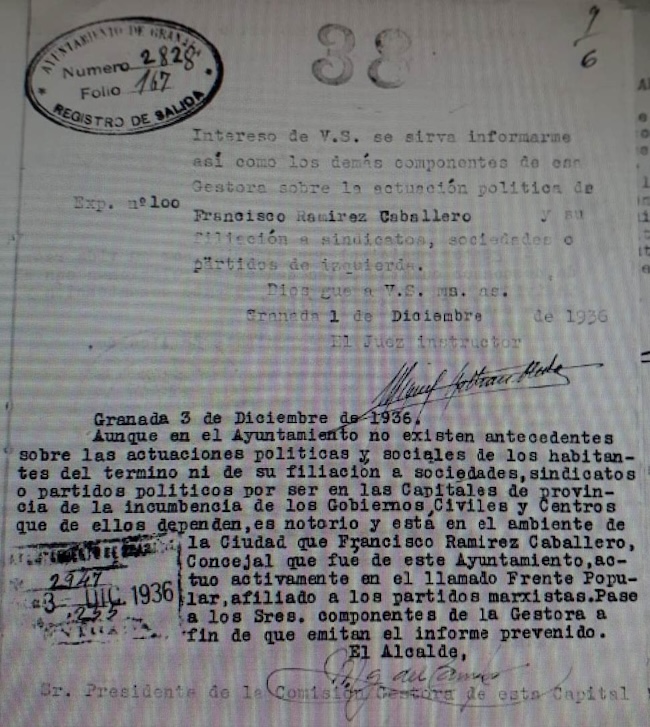 AYUNTAMIENTO DE GRANADA
Numero 2828
Folio 167
REGISTRO DE SALIDA
38
9
6
Intereso de V.S. se sirva informarme
así como los demás componentes de esa
Gestora sobre la actuación politica de
Exp. nº 100
Francisco Ramirez Caballero y su
filiación a sindicatos, sociedades o
partidos de izquierda.
Dios gue a V.S. ms. as.
Granada 1 de Diciembre de 1936
El Juez instructor
Granada 3 de Diciembre de 1936.
Aunque en el Ayuntamiento no existen antecedentes
sobre las actuaciones politicas y sociales de los habitan-
tes del termino ni de su filiación a sociedades, sindicatos
o partidos politicos por ser en las Capitales de provin-
cia de la incumbencia de los Gobiernos Civiles y Centros
que de ellos dependen, es notorio y está en el ambiente de
la Ciudad que Francisco Ramirez Caballero,
Concejal que fue de este Ayuntamiento, ac-
tuo activamente en el llamado Frente Popu-
lar, afiliado a los partidos marxistas. Pase
a los Sres. componentes de la Gestora a
fin de que emitan el informe prevenido.
2947
3 DIC 1936
El Alcalde,
Sr. Presidente de la Comisión Gestora de esta Capital